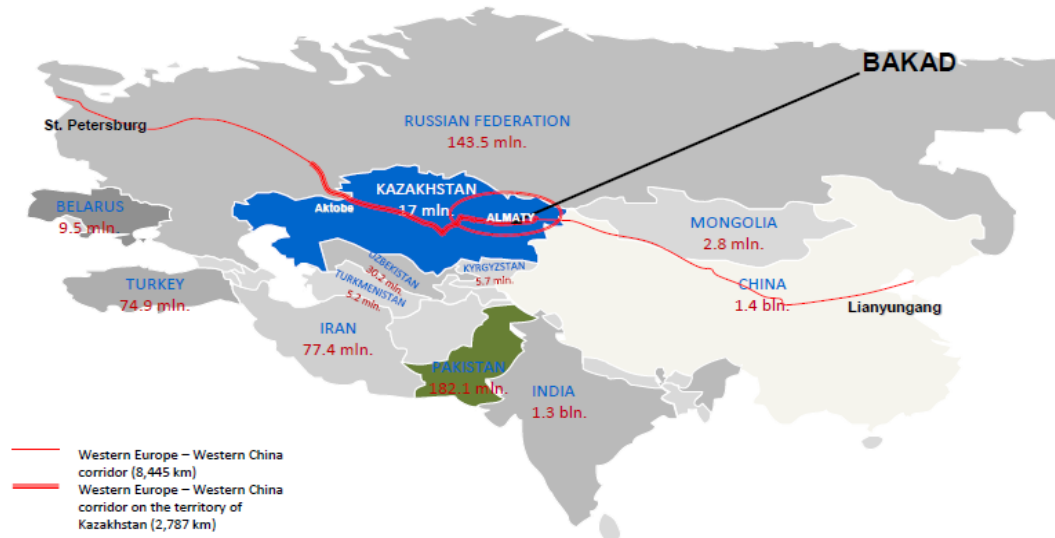 BAKAD
St. Petersburg
RUSSIAN FEDERATION
143.5 mln.
KAZAKHSTAN
17 mln.
Aktobe
ALMATY
BELARUS
9.5 mln.
MONGOLIA
2.8 mln.
UZBEKISTAN
30.2 mln.
KYRGYZSTAN
5.7 mln.
TURKMENISTAN
5.2 mln.
TURKEY
74.9 mln.
CHINA
1.4 bln.
Lianyungang
IRAN
77.4 mln.
PAKISTAN
182.1 mln.
INDIA
1.3 bln.
Western Europe – Western China
corridor (8,445 km)
Western Europe – Western China
corridor on the territory of
Kazakhstan (2,787 km)